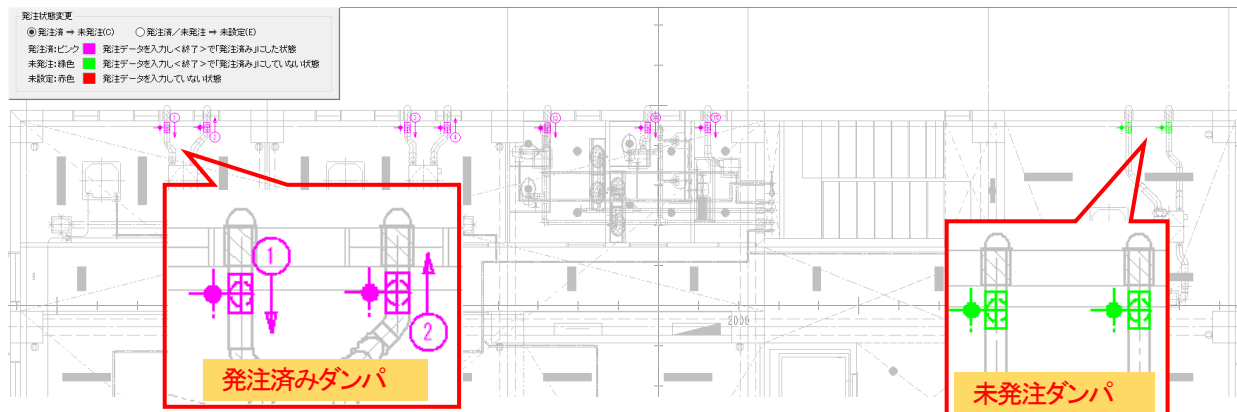 発注状態変更
発注済 ⇒ 未発注(C) 発注済/未発注 ⇒ 未設定(E)
発注済:ピンク 発注データを入力し<終了>で「発注済み」にした状態
未発注:緑色 発注データを入力し<終了>で「発注済み」にしていない状態
未設定:赤色 発注データを入力していない状態
1
2
3
4
1
2
2000
発注済みダンパ
未発注ダンパ